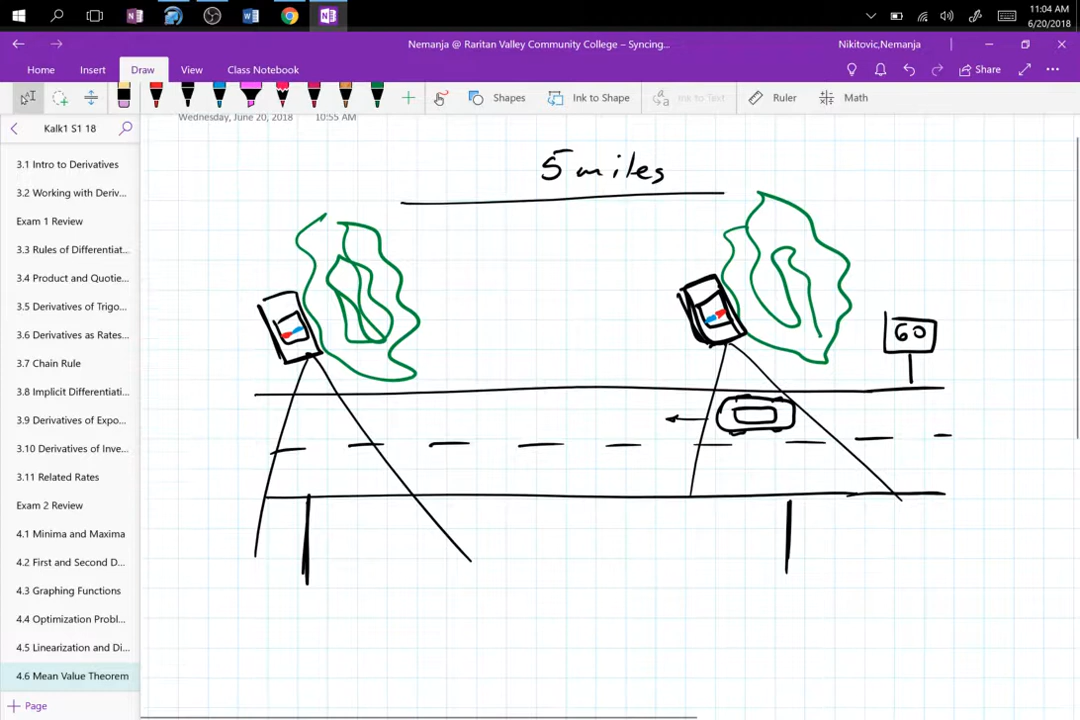 11:04 AM
6/20/2018
Nemanja @ Raritan Valley Community College – Syncing...
Nikitovic,Nemanja
Home Insert Draw View Class Notebook
Share
Shapes Ink to Shape Ink to Text Ruler Math
Kalk1 S1 18
Wednesday, June 20, 2018 10:55 AM
3.1 Intro to Derivatives
3.2 Working with Deriv...
Exam 1 Review
3.3 Rules of Differentiat...
3.4 Product and Quotie...
3.5 Derivatives of Trigo...
3.6 Derivatives as Rates...
3.7 Chain Rule
3.8 Implicit Differentiati...
3.9 Derivatives of Expo...
3.10 Derivatives of Inve...
3.11 Related Rates
Exam 2 Review
4.1 Minima and Maxima
4.2 First and Second D...
4.3 Graphing Functions
4.4 Optimization Probl...
4.5 Linearization and Di...
4.6 Mean Value Theorem
Page
5 miles
60